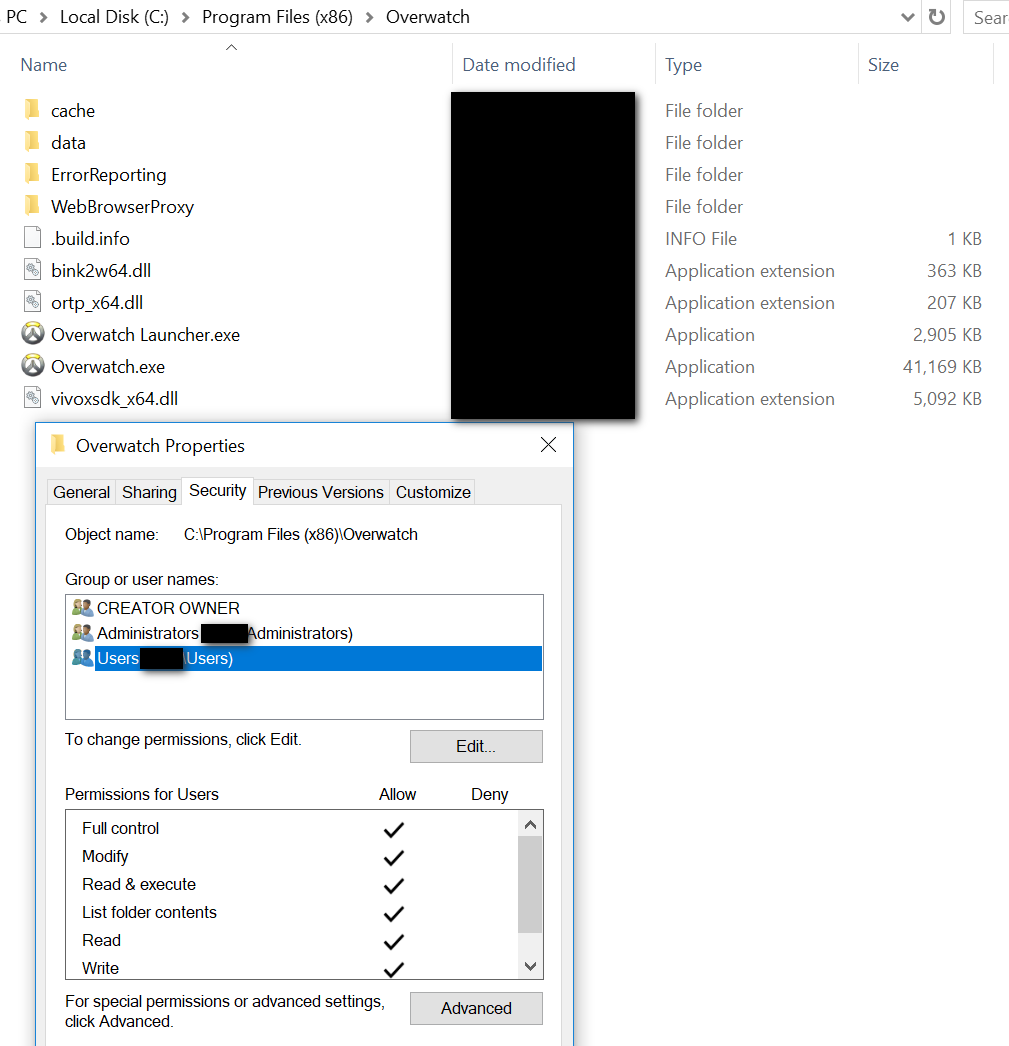 PC > Local Disk (C:) > Program Files (x86) > Overwatch Sear
Name Date modified Type Size
cache File folder
data File folder
ErrorReporting File folder
WebBrowserProxy File folder
.build.info INFO File 1 KB
bink2w64.dll Application extension 363 KB
ortp_x64.dll Application extension 207 KB
Overwatch Launcher.exe Application 2,905 KB
Overwatch.exe Application 41,169 KB
vivoxsdk_x64.dll Application extension 5,092 KB
Overwatch Properties
General Sharing Security Previous Versions Customize
Object name: C:\Program Files (x86)\Overwatch
Group or user names:
CREATOR OWNER
Administrators Administrators)
Users \Users)
To change permissions, click Edit.
Edit...
Permissions for Users Allow Deny
Full control
Modify
Read & execute
List folder contents
Read
Write
For special permissions or advanced settings,
click Advanced.
Advanced